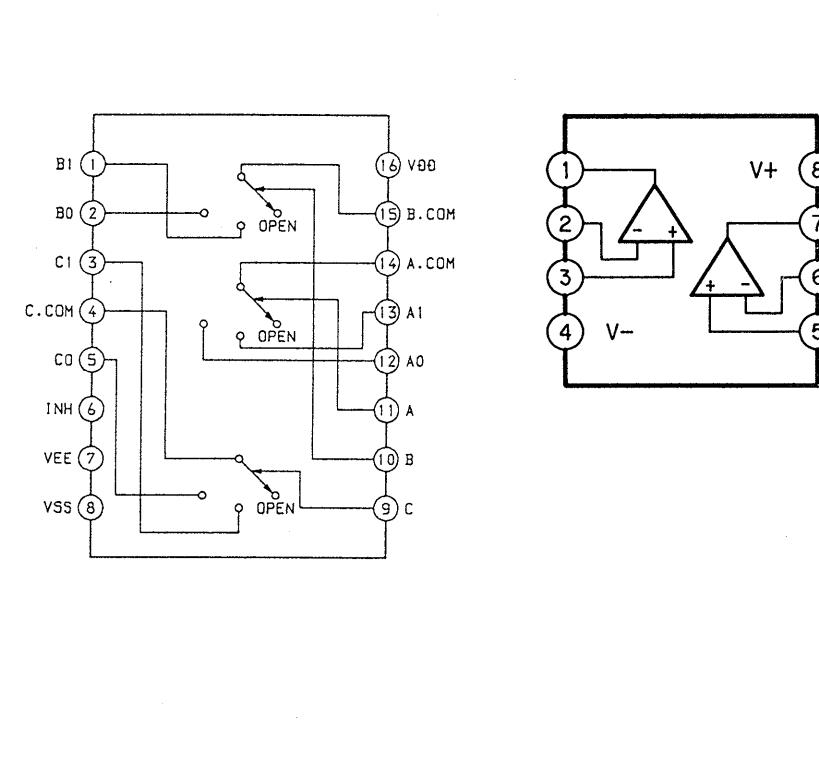 B1 1
16 VDD
B0 2
OPEN
15 B.COM
C1 3
14 A.COM
C.COM 4
OPEN
13 A1
C0 5
12 A0
INH 6
11 A
VEE 7
10 B
VSS 8
OPEN
9 C
1
V+ 8
2
- +
7
3
+ -
6
4 V-
5